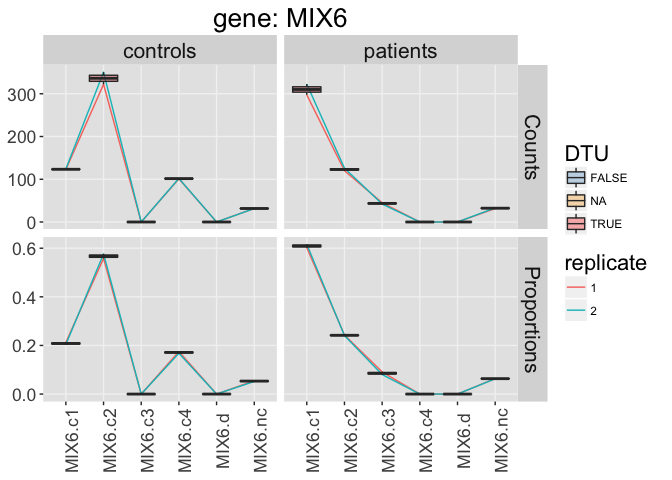 gene: MIX6
controls
patients
300
200
100
0
Counts
0.6
0.4
0.2
0.0
Proportions
MIX6.c1
MIX6.c2
MIX6.c3
MIX6.c4
MIX6.d
MIX6.nc
MIX6.c1
MIX6.c2
MIX6.c3
MIX6.c4
MIX6.d
MIX6.nc
DTU
FALSE
NA
TRUE
replicate
1
2